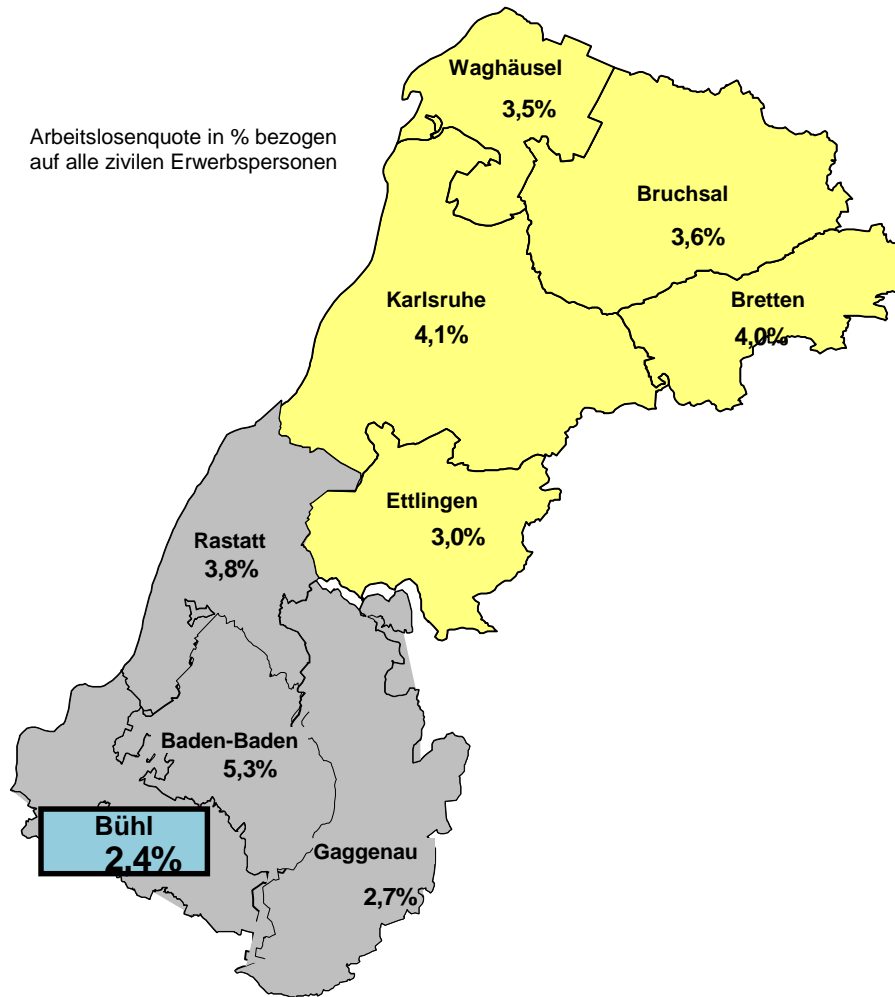 Waghäusel
3,5%
Arbeitslosenquote in % bezogen
auf alle zivilen Erwerbspersonen
Bruchsal
3,6%
Karlsruhe
4,1%
Bretten
4,0%
Ettlingen
3,0%
Rastatt
3,8%
Baden-Baden
5,3%
Bühl
2,4%
Gaggenau
2,7%